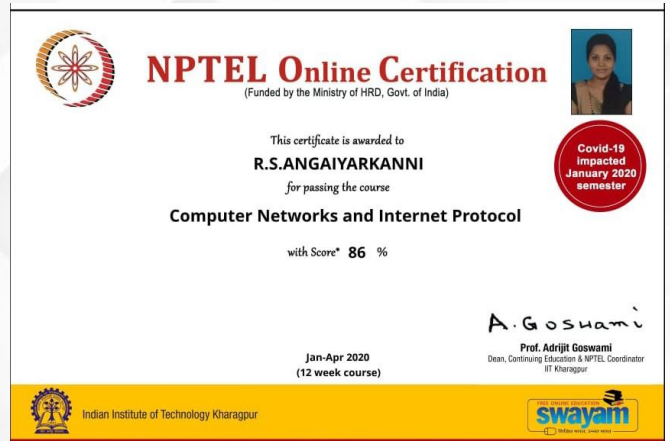 NPTEL Online Certification
(Funded by the Ministry of HRD, Govt. of India)
This certificate is awarded to
R.S.ANGAIYARKANNI
for passing the course
Computer Networks and Internet Protocol
with Score* 86 %
Covid-19
impacted
January 2020
semester
A. Goswami
Prof. Adrijit Goswami
Dean, Continuing Education & NPTEL Coordinator
IIT Kharagpur
Jan-Apr 2020
(12 week course)
Indian Institute of Technology Kharagpur
FREE ONLINE EDUCATION
swayam